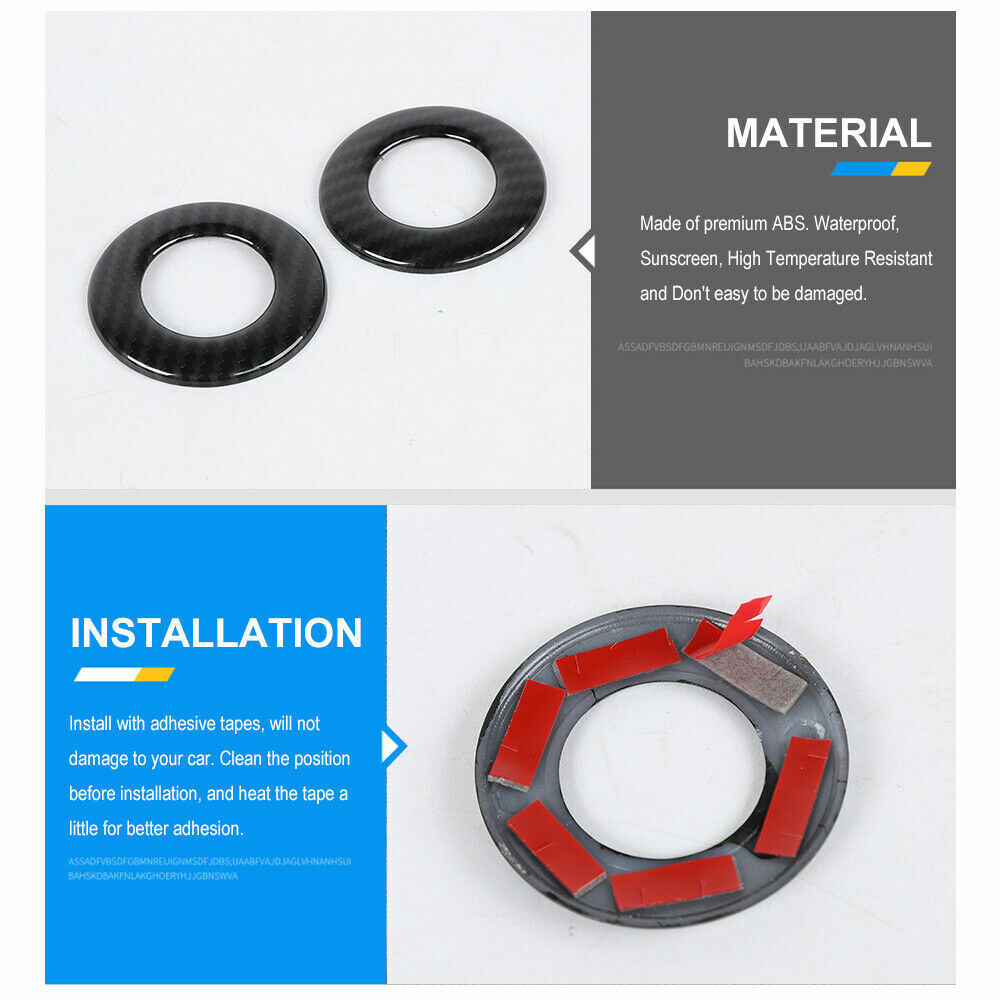 MATERIAL
Made of premium ABS. Waterproof,
Sunscreen, High Temperature Resistant
and Don't easy to be damaged.
ASSADFVBSDFGBMNREUIGNMSDFJDBS;UAABFVAJDJAGLVHNANHSUI
BAHSKDBAKFNLAKGHOERYHJJGBNSWVA
INSTALLATION
Install with adhesive tapes, will not
damage to your car. Clean the position
before installation, and heat the tape a
little for better adhesion.
ASSADFVBSDFGBMNREUIGNMSDFJDBS;UAABFVAJDJAGLVHNANHSUI
BAHSKDBAKFNLAKGHOERYHJJGBNSWVA